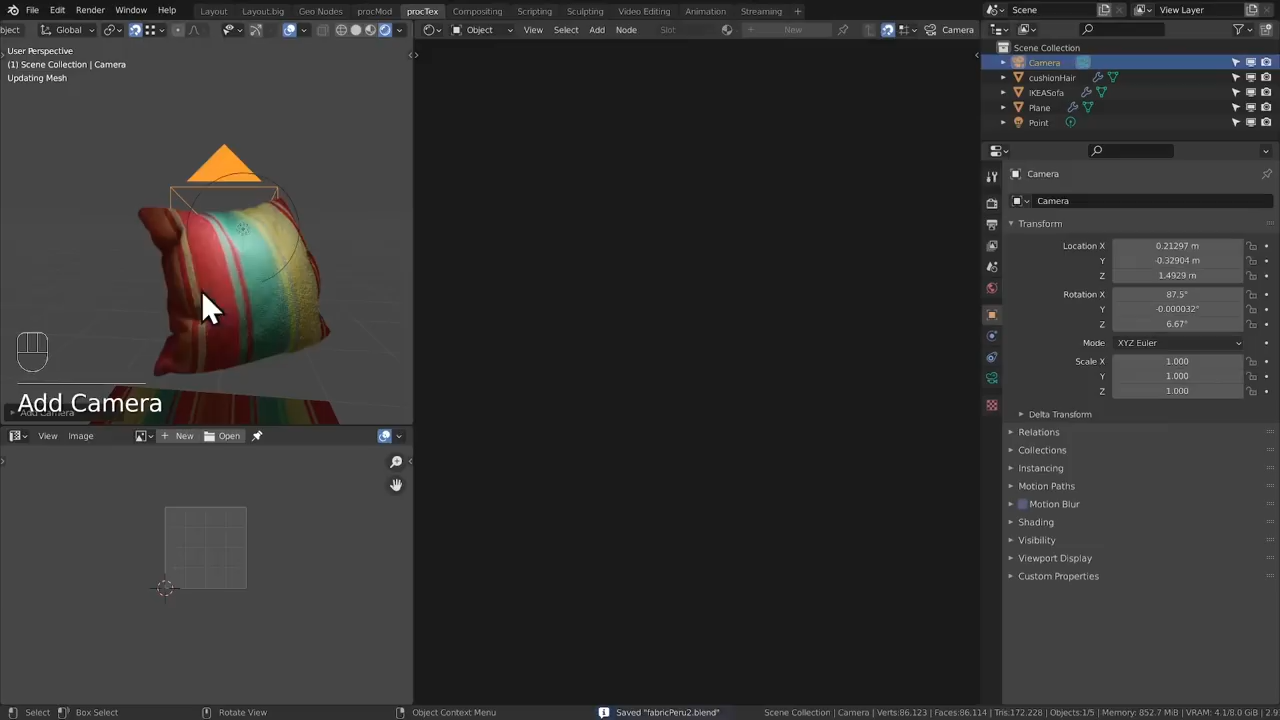 File Edit Render Window Help Layout Layout.big Geo Nodes procMod procTex Compositing Scripting Sculpting Video Editing Animation Streaming + Scene View Layer
bject Global Object View Select Add Node Slot New Camera
User Perspective
(1) Scene Collection | Camera
Updating Mesh
Add Camera
Add Camera
View Image New Open
Scene Collection
Camera
cushionHair
IKEASofa
Plane
Point
Camera
Camera
Transform
Location X 0.21297 m
Y -0.32904 m
Z 1.4929 m
Rotation X 87.5°
Y -0.000032°
Z 6.67°
Mode XYZ Euler
Scale X 1.000
Y 1.000
Z 1.000
Delta Transform
Relations
Collections
Instancing
Motion Paths
Motion Blur
Shading
Visibility
Viewport Display
Custom Properties
Select Box Select Rotate View Object Context Menu Saved "fabricPeru2.blend" Scene Collection | Camera | Verts:86,123 | Faces:86,114 | Tris:172,228 | Objects:1/5 | Memory: 852.7 MiB | VRAM: 4.1/8.0 GiB | 2.9